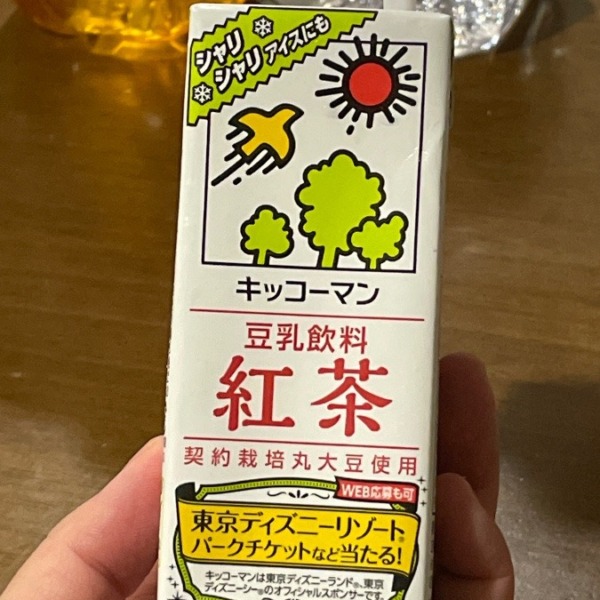 シャリ
シャリ アイスにも
キッコーマン
豆乳飲料
紅茶
契約栽培丸大豆使用
WEB応募も可
東京ディズニーリゾート®
パークチケットなど当たる!
キッコーマンは東京ディズニーランド®、東京
ディズニーシー®のオフィシャルスポンサーです。